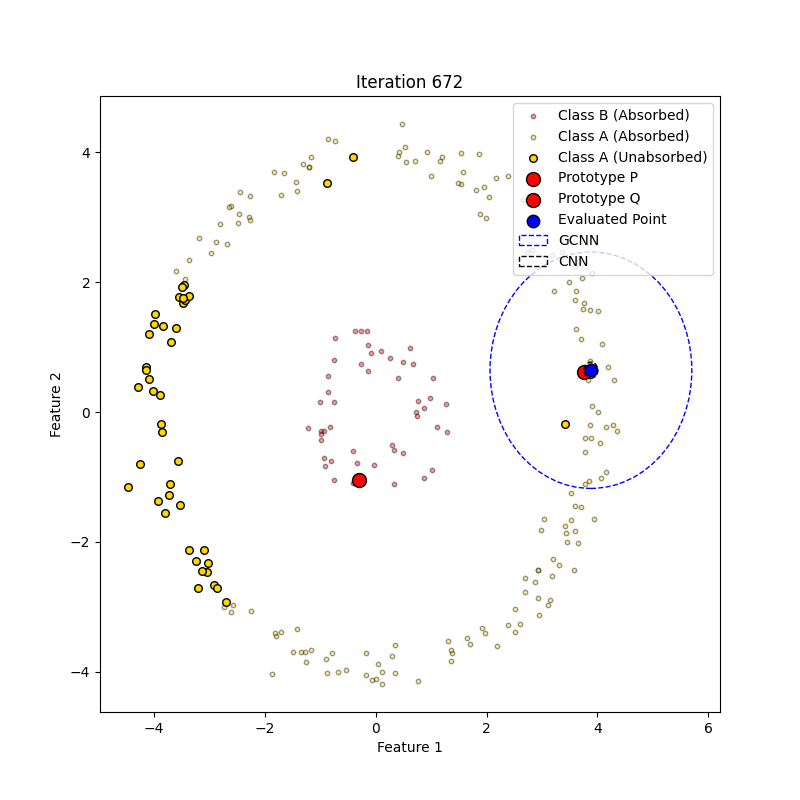 Iteration 672
Class B (Absorbed)
Class A (Absorbed)
Class A (Unabsorbed)
Prototype P
Prototype Q
Evaluated Point
GCNN
CNN
4
2
0
−2
−4
Feature 2
−4
−2
0
2
4
6
Feature 1